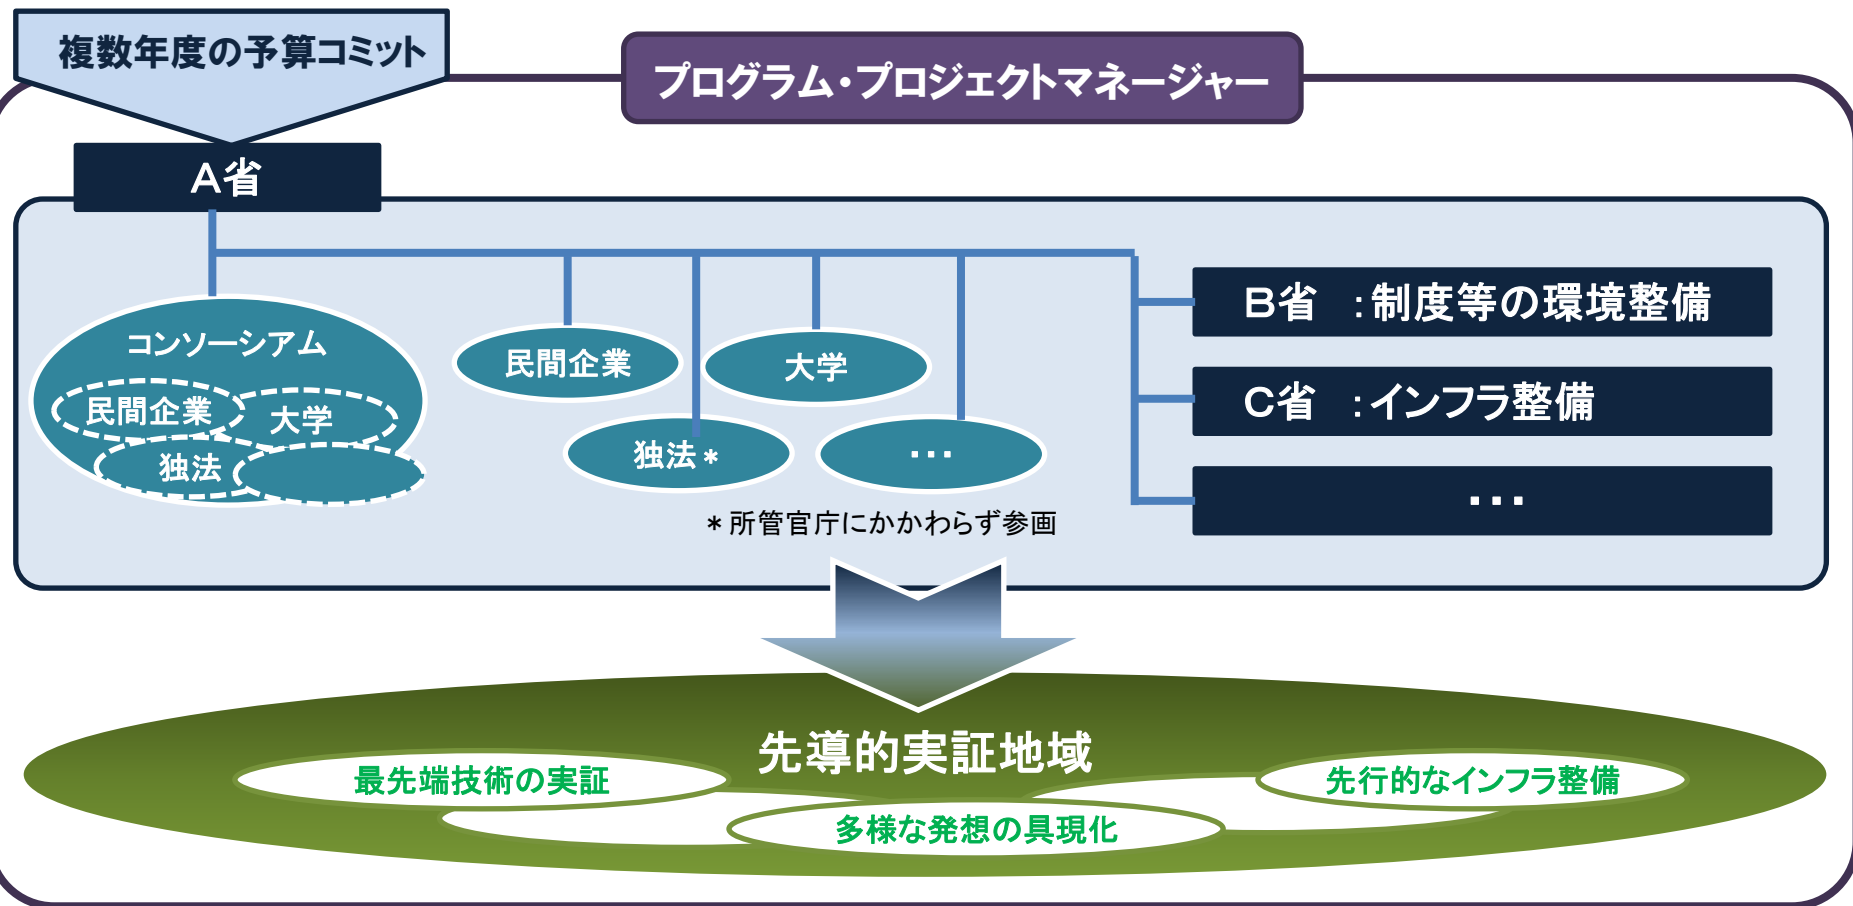 複数年度の予算コミット
プログラム・プロジェクトマネージャー
A省
コンソーシアム
民間企業
大学
独法
民間企業
大学
独法*
・・・
*所管官庁にかかわらず参画
B省 :制度等の環境整備
C省 :インフラ整備
・・・
先導的実証地域
最先端技術の実証
先行的なインフラ整備
多様な発想の具現化